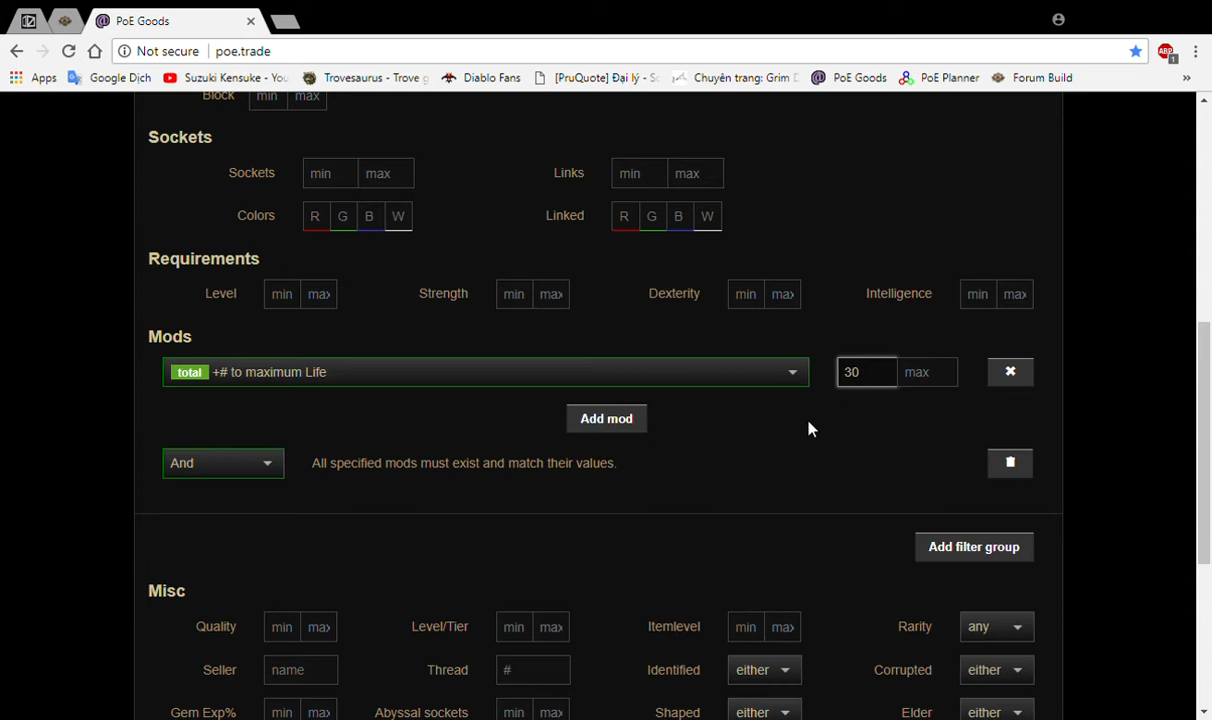 PoE Goods
Not secure
poe.trade
Apps
Google Dịch
Suzuki Kensuke - You
Trovesaurus - Trove g
Diablo Fans
[PruQuote] Đại lý - Sc
Chuyên trang: Grim D
PoE Goods
PoE Planner
Forum Build
»
ABP
1
Block min max
Sockets
Sockets min max Links min max
Colors R G B W Linked R G B W
Requirements
Level min max Strength min max Dexterity min max Intelligence min max
Mods
total +# to maximum Life 30 max
Add mod
And All specified mods must exist and match their values.
Add filter group
Misc
Quality min max Level/Tier min max Itemlevel min max Rarity any
Seller name Thread # Identified either Corrupted either
Gem Exp% min max Abyssal sockets min max Shaped either Elder either